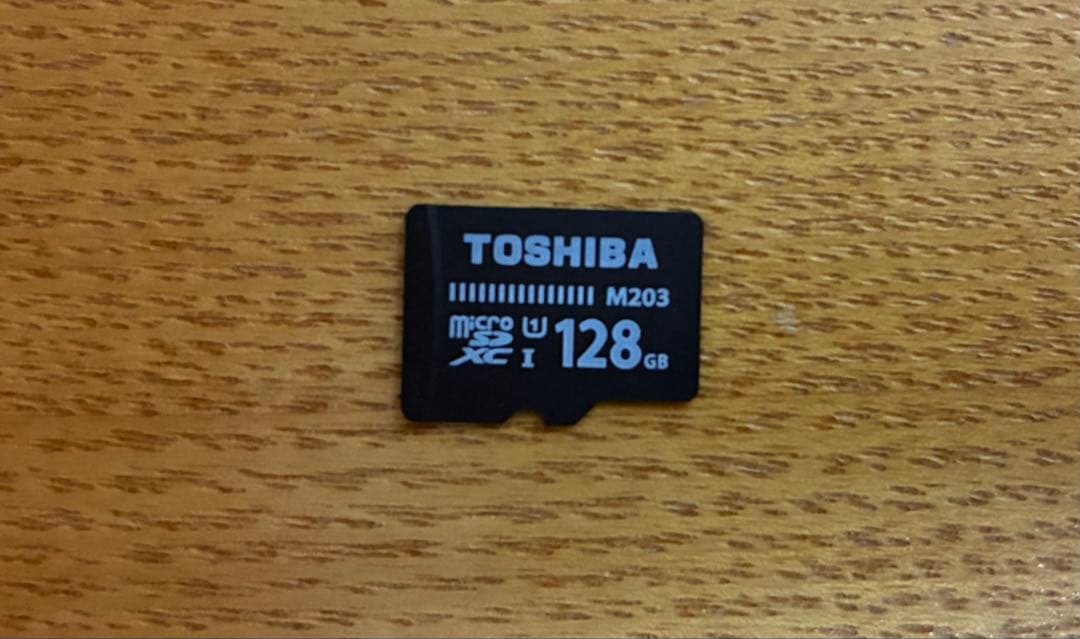 TOSHIBA
M203
micro SD XC U1 I 128GB